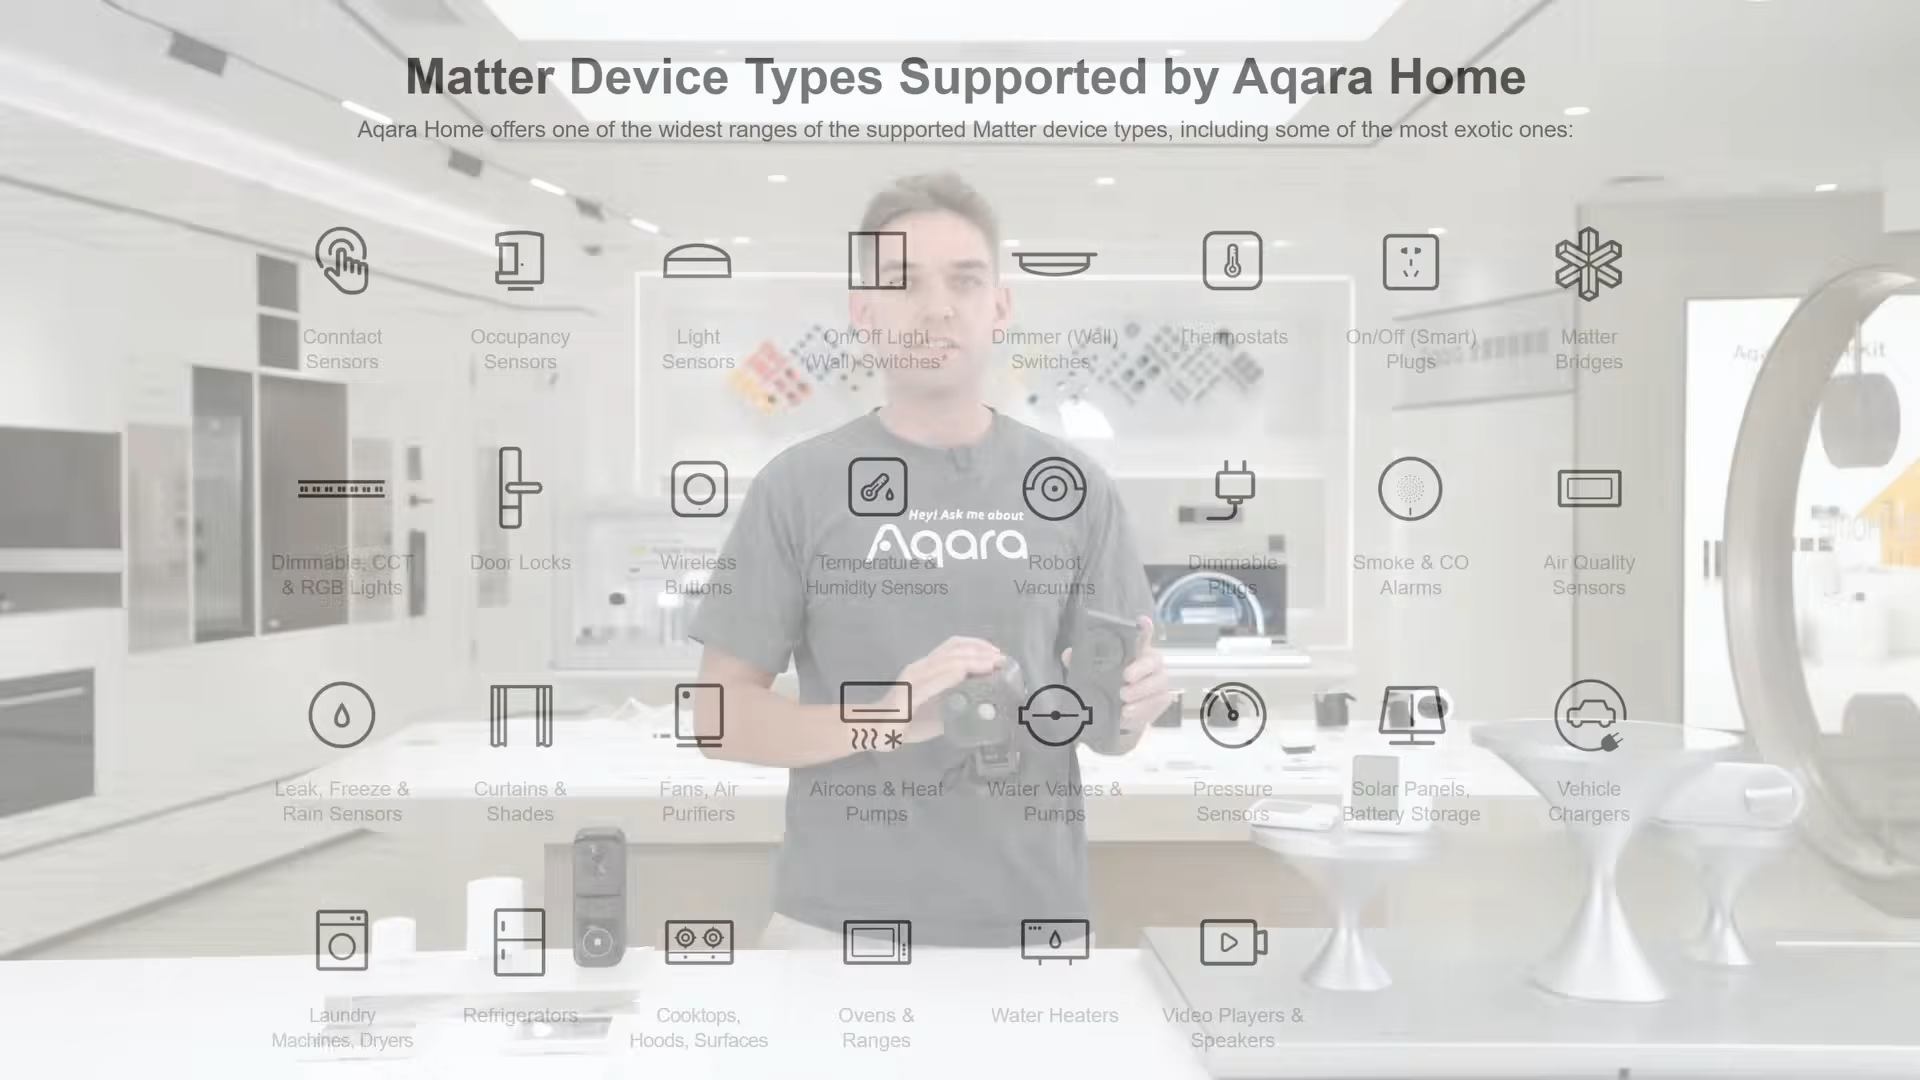 Matter Device Types Supported by Aqara Home
Aqara Home offers one of the widest ranges of the supported Matter device types, including some of the most exotic ones:
Conntact
Sensors
Occupancy
Sensors
Light
Sensors
On/Off Light
(Wall) Switches
Dimmer (Wall)
Switches
Thermostats
On/Off (Smart)
Plugs
Matter
Bridges
Dimmable, CCT
& RGB Lights
Door Locks
Wireless
Buttons
Temperature &
Humidity Sensors
Robot
Vacuums
Dimmable
Plugs
Smoke & CO
Alarms
Air Quality
Sensors
Hey! Ask me about
Aqara
Leak, Freeze &
Rain Sensors
Curtains &
Shades
Fans, Air
Purifiers
Aircons & Heat
Pumps
Water Valves &
Pumps
Pressure
Sensors
Solar Panels,
Battery Storage
Vehicle
Chargers
Laundry
Machines, Dryers
Refrigerators
Cooktops,
Hoods, Surfaces
Ovens &
Ranges
Water Heaters
Video Players &
Speakers